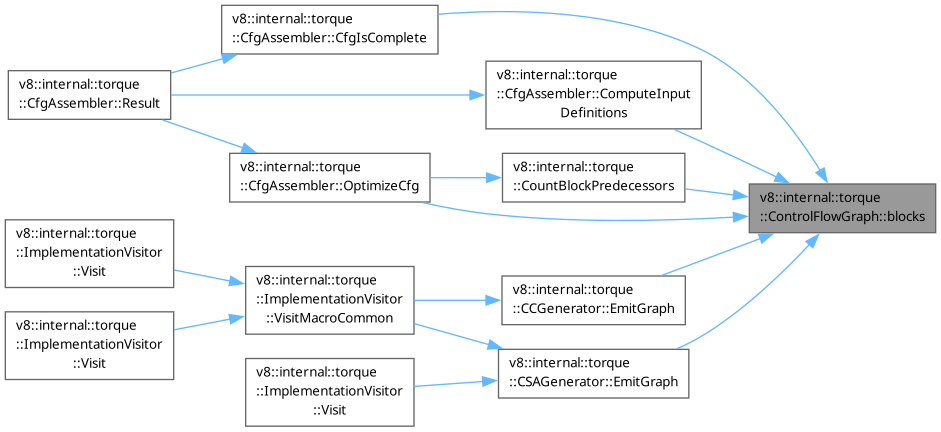 v8::internal::torque
::CfgAssembler::CfgIsComplete
v8::internal::torque
::CfgAssembler::Result
v8::internal::torque
::CfgAssembler::ComputeInput
Definitions
v8::internal::torque
::CfgAssembler::OptimizeCfg
v8::internal::torque
::CountBlockPredecessors
v8::internal::torque
::ControlFlowGraph::blocks
v8::internal::torque
::ImplementationVisitor
::Visit
v8::internal::torque
::ImplementationVisitor
::VisitMacroCommon
v8::internal::torque
::CCGenerator::EmitGraph
v8::internal::torque
::ImplementationVisitor
::Visit
v8::internal::torque
::CSAGenerator::EmitGraph
v8::internal::torque
::ImplementationVisitor
::Visit